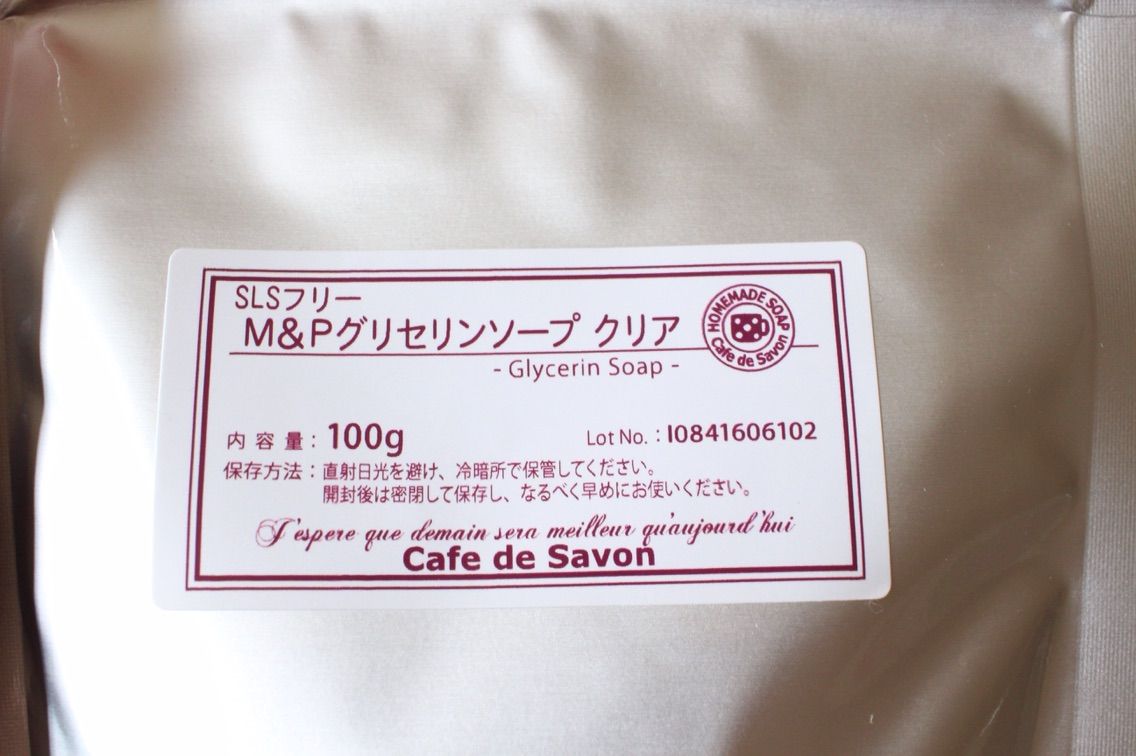 SLSフリー
M&Pグリセリンソープ クリア
- Glycerin Soap -
HOMEMADE SOAP
Cafe de Savon
内 容 量 : 100g
Lot No. : I0841606102
保存方法 : 直射日光を避け、冷暗所で保管してください。
開封後は密閉して保存し、なるべく早めにお使いください。
J'espere que demain sera meilleur qu'aujourd'hui
Cafe de Savon